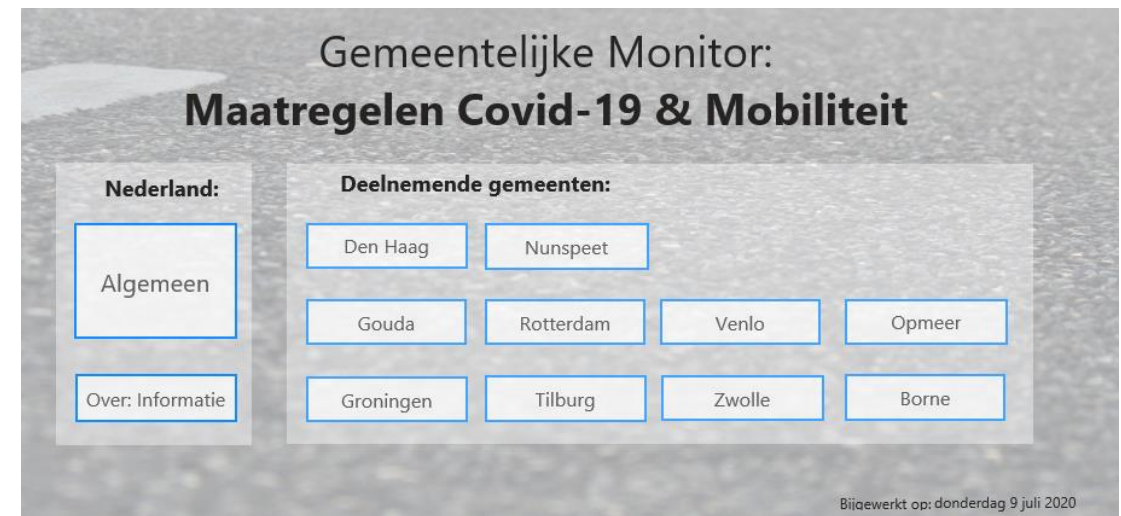 Gemeentelijke Monitor:
Maatregelen Covid-19 & Mobiliteit
Nederland:
Algemeen
Over: Informatie
Deelnemende gemeenten:
Den Haag
Nunspeet
Gouda
Rotterdam
Venlo
Opmeer
Groningen
Tilburg
Zwolle
Borne
Bijgewerkt op: donderdag 9 juli 2020